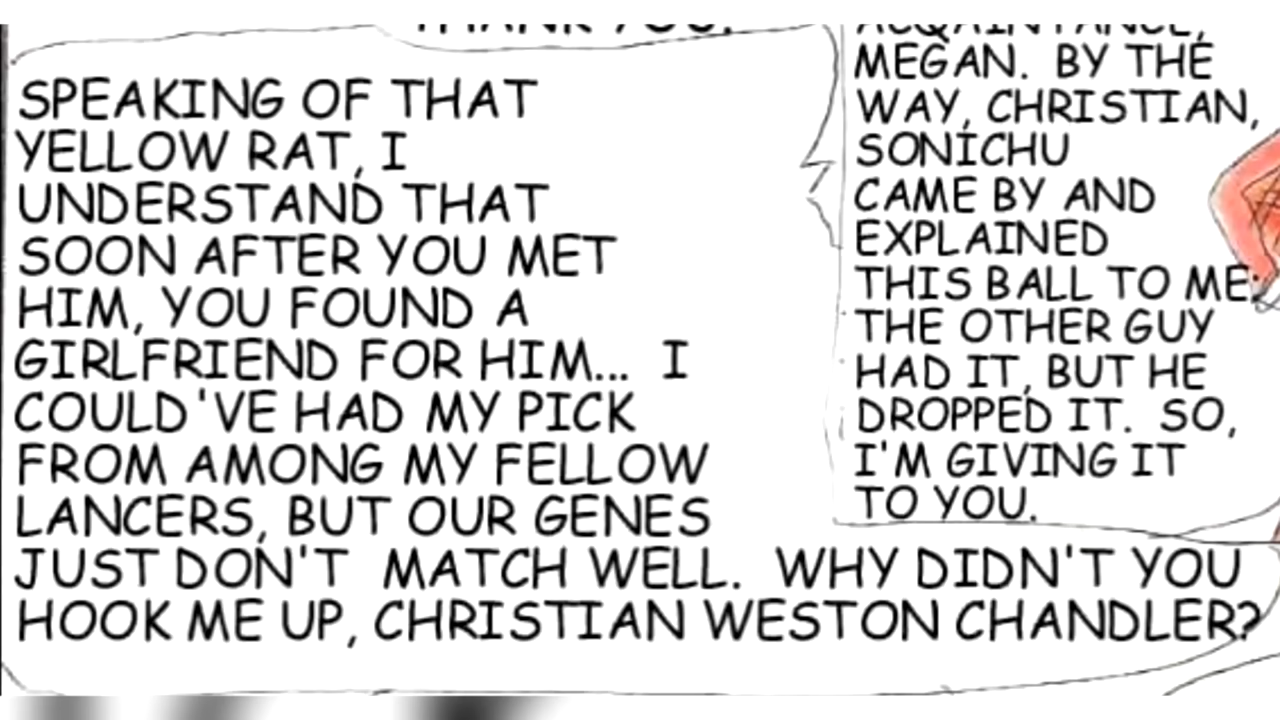 THANK YOU.
SPEAKING OF THAT
YELLOW RAT, I
UNDERSTAND THAT
SOON AFTER YOU MET
HIM, YOU FOUND A
GIRLFRIEND FOR HIM... I
COULD'VE HAD MY PICK
FROM AMONG MY FELLOW
LANCERS, BUT OUR GENES
JUST DON'T MATCH WELL. WHY DIDN'T YOU
HOOK ME UP, CHRISTIAN WESTON CHANDLER?
ACQUAINTANCE,
MEGAN. BY THE
WAY, CHRISTIAN,
SONICHU
CAME BY AND
EXPLAINED
THIS BALL TO ME.
THE OTHER GUY
HAD IT, BUT HE
DROPPED IT. SO,
I'M GIVING IT
TO YOU.